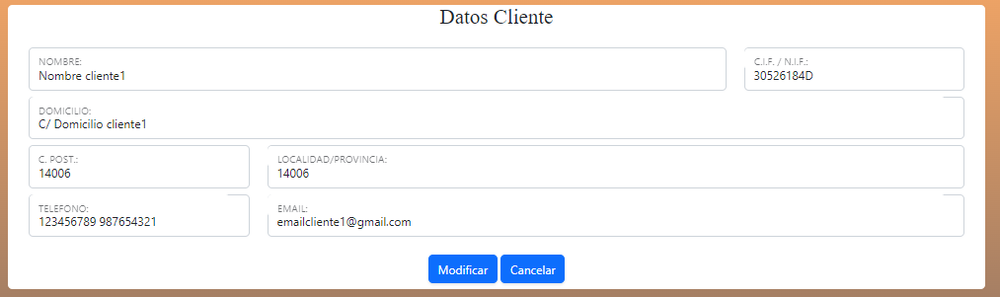 Datos Cliente
NOMBRE:
Nombre cliente1
C.I.F. / N.I.F.:
30526184D
DOMICILIO:
C/ Domicilio cliente1
C. POST.:
14006
LOCALIDAD/PROVINCIA:
14006
TELEFONO:
123456789 987654321
EMAIL:
emailcliente1@gmail.com
Modificar Cancelar